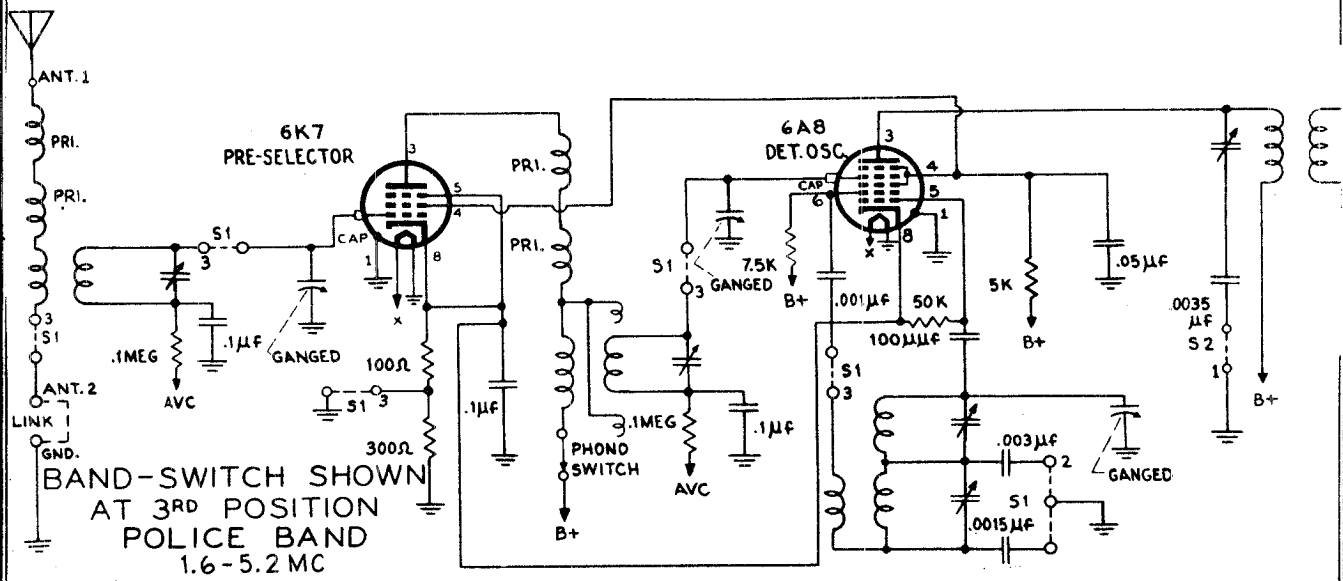 ANT.1
PRI.
PRI.
S1
3
.1MEG
.1µf
AVC
GANGED
3
S1
ANT.2
LINK
GND.
6K7
PRE-SELECTOR
3
5
4
CAP
1
8
X
100Ω
S1
3
300Ω
.1µf
PRI.
PRI.
PHONO
SWITCH
B+
S1
3
GANGED
.1MEG
.1µf
AVC
6A8
DET. OSC.
3
4
CAP
6
5
1
8
X
7.5K
B+
.001µf
50K
100µµf
S1
3
5K
B+
.05µf
.003µf
2
GANGED
S1
.0015µf
.0035
µf
S2
1
B+
BAND-SWITCH SHOWN
AT 3RD POSITION
POLICE BAND
1.6-5.2 MC